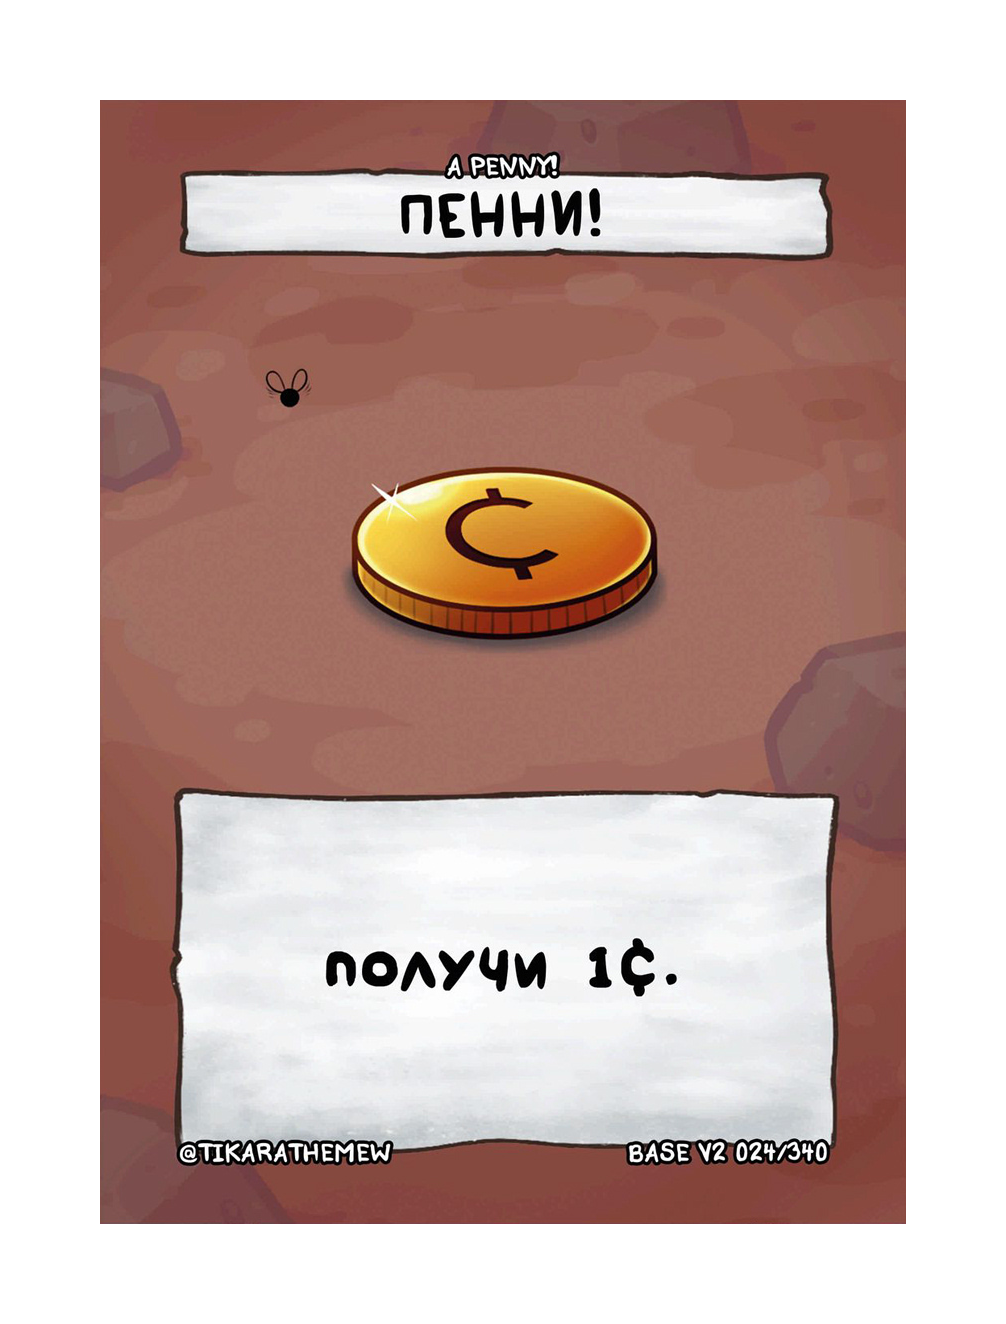 A PENNY!
ПЕННИ!
¢
ПОЛУЧИ 1¢.
@TIKARATHEMEW
BASE V2 024/340